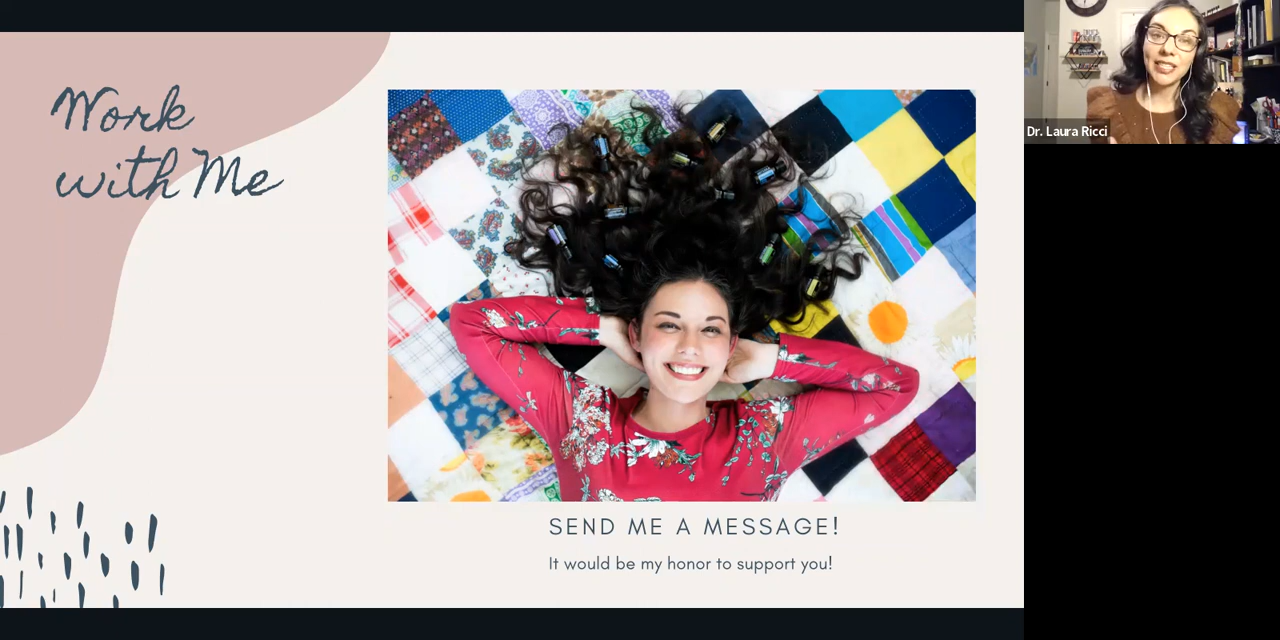 Work
with Me
SEND ME A MESSAGE!
It would be my honor to support you!
Dr. Laura Ricci